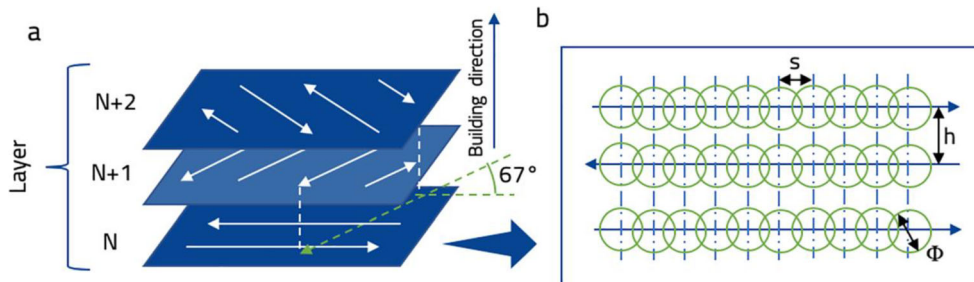 a
Layer
N+2
N+1
N
Building direction
67°
b
s
h
Φ